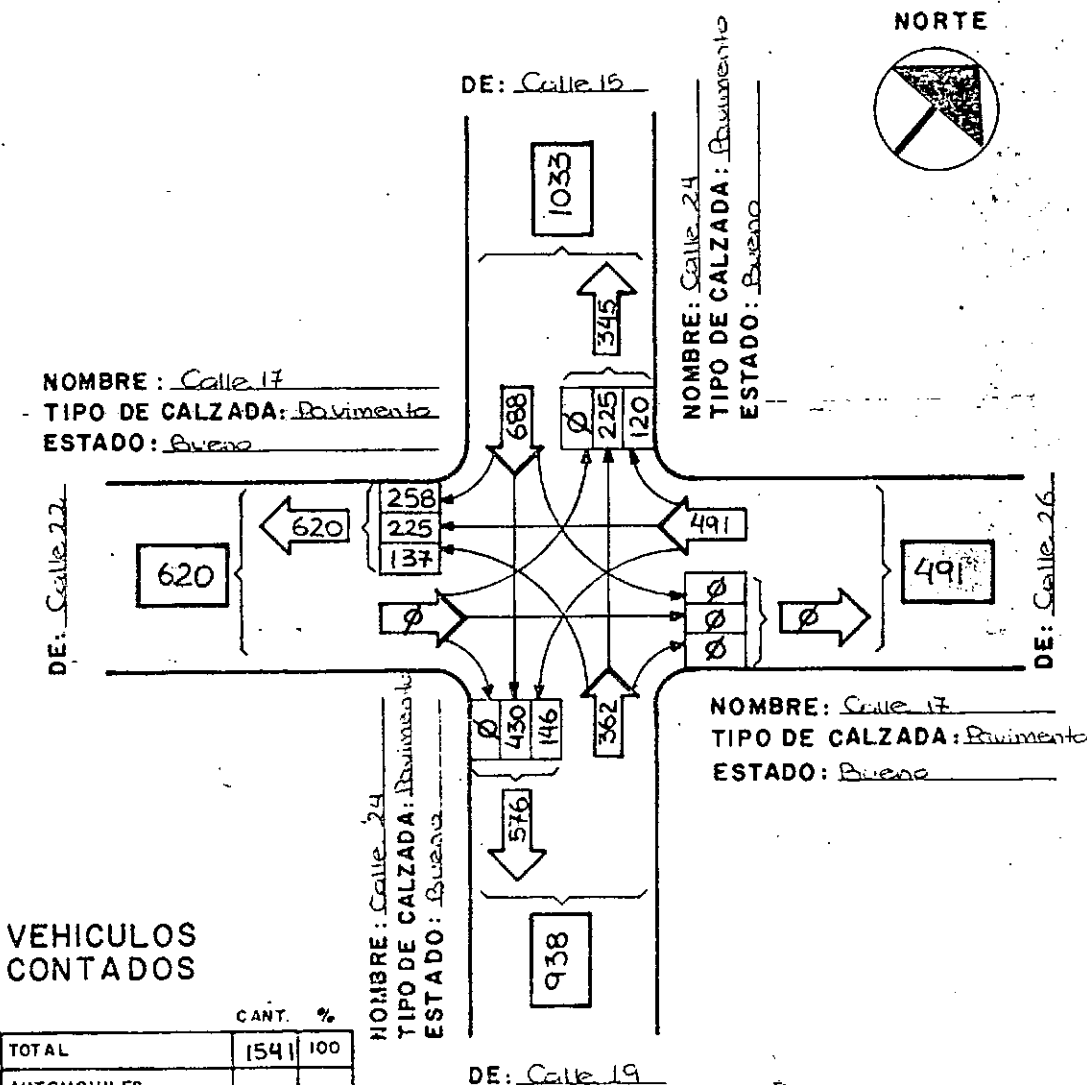 NORTE
DE: Calle 15
1033
NOMBRE: Calle 24
TIPO DE CALZADA: Pavimento
ESTADO: Bueno
345
NOMBRE: Calle 17
TIPO DE CALZADA: Pavimento
ESTADO: Bueno
688
Ø 225 120
DE: Calle 22
620
620
258
225
137
491
491
DE: Calle 26
Ø
Ø
Ø
Ø
Ø
Ø 430 146
362
NOMBRE: Calle 17
TIPO DE CALZADA: Pavimento
ESTADO: Bueno
NOMBRE: Calle 24
TIPO DE CALZADA: Pavimento
ESTADO: Bueno
576
938
VEHICULOS
CONTADOS
CANT. %
TOTAL 1541 100
AUTOMOVILES
DE: Calle 19